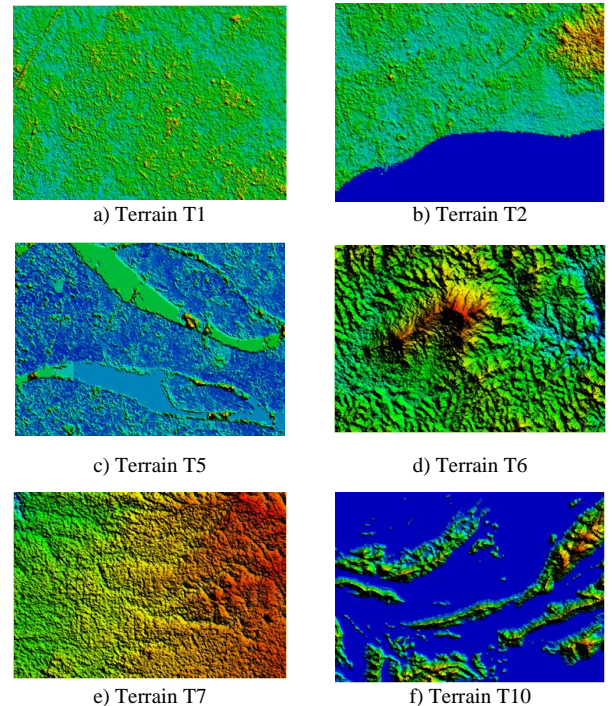 a) Terrain T1
b) Terrain T2
c) Terrain T5
d) Terrain T6
e) Terrain T7
f) Terrain T10